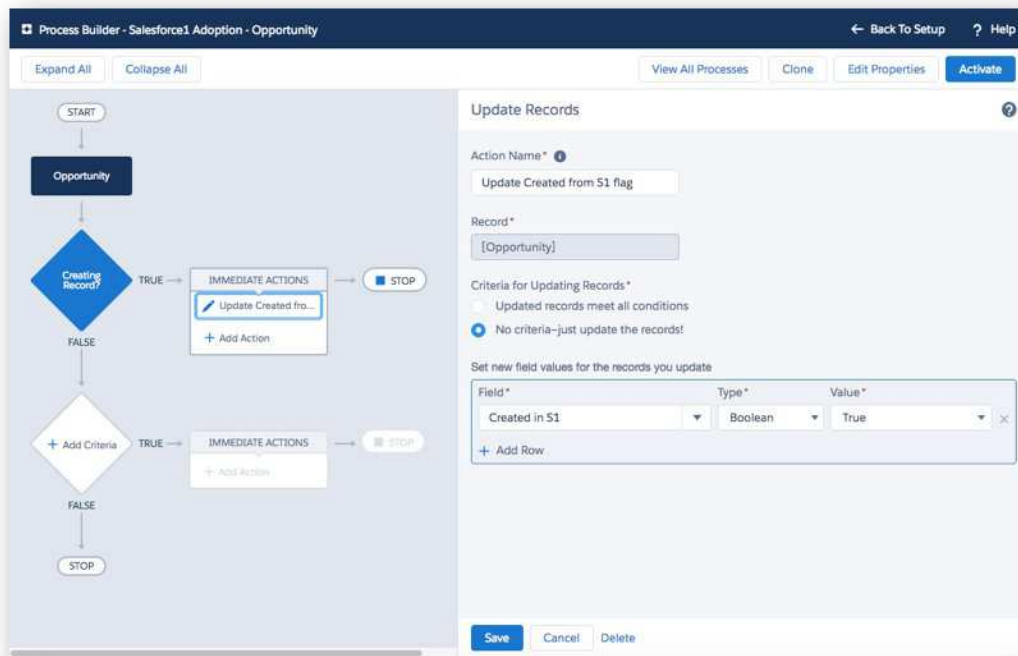 Process Builder - Salesforce1 Adoption - Opportunity
← Back To Setup
? Help
Expand All
Collapse All
View All Processes
Clone
Edit Properties
Activate
START
Opportunity
Creating
Record?
TRUE
IMMEDIATE ACTIONS
Update Created fro...
+ Add Action
STOP
FALSE
+ Add Criteria
TRUE
IMMEDIATE ACTIONS
+ Add Action
STOP
FALSE
STOP
Update Records
?
Action Name*
Update Created from S1 flag
Record*
[Opportunity]
Criteria for Updating Records*
Updated records meet all conditions
No criteria–just update the records!
Set new field values for the records you update
Field*
Type*
Value*
Created in S1
Boolean
True
+ Add Row
Save
Cancel
Delete